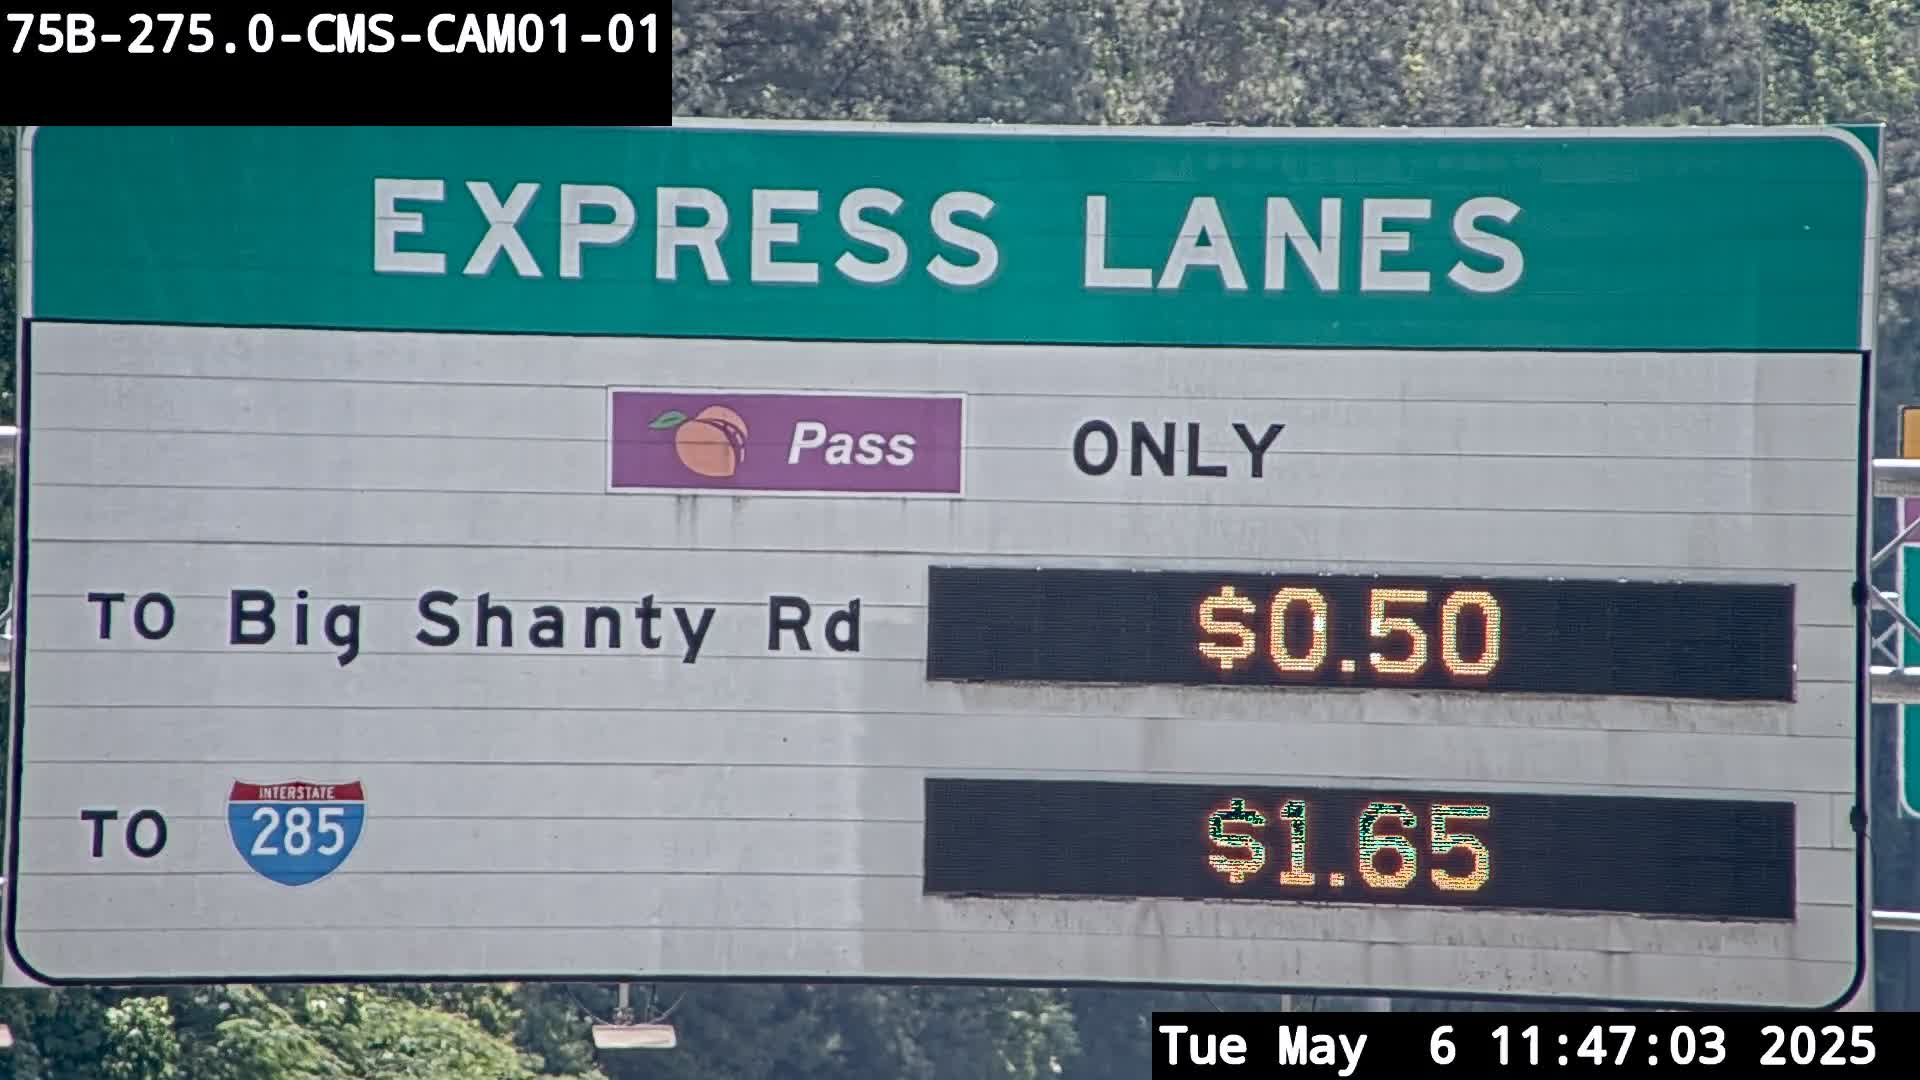 75B-275.0-CMS-CAM01-01
EXPRESS LANES
Pass ONLY
TO Big Shanty Rd $0.50
INTERSTATE
TO 285 $1.65
Tue May 6 11:47:03 2025